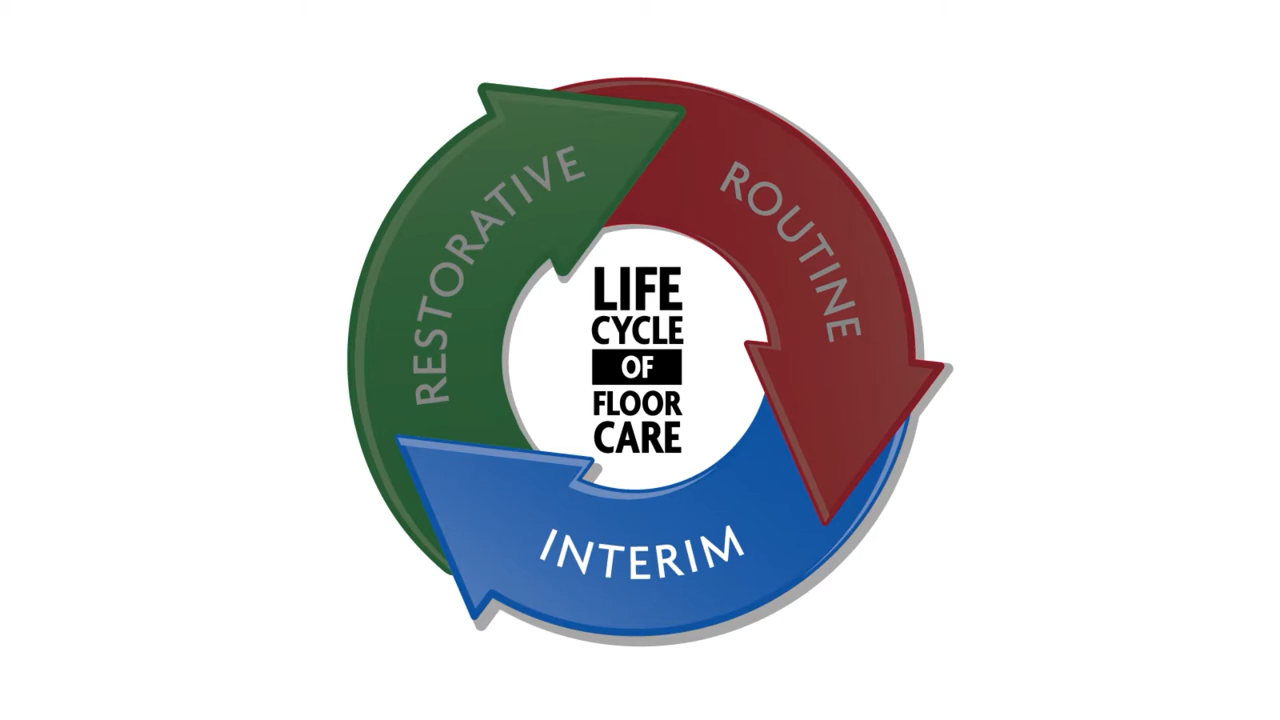 RESTORATIVE
ROUTINE
LIFE
CYCLE
OF
FLOOR
CARE
INTERIM